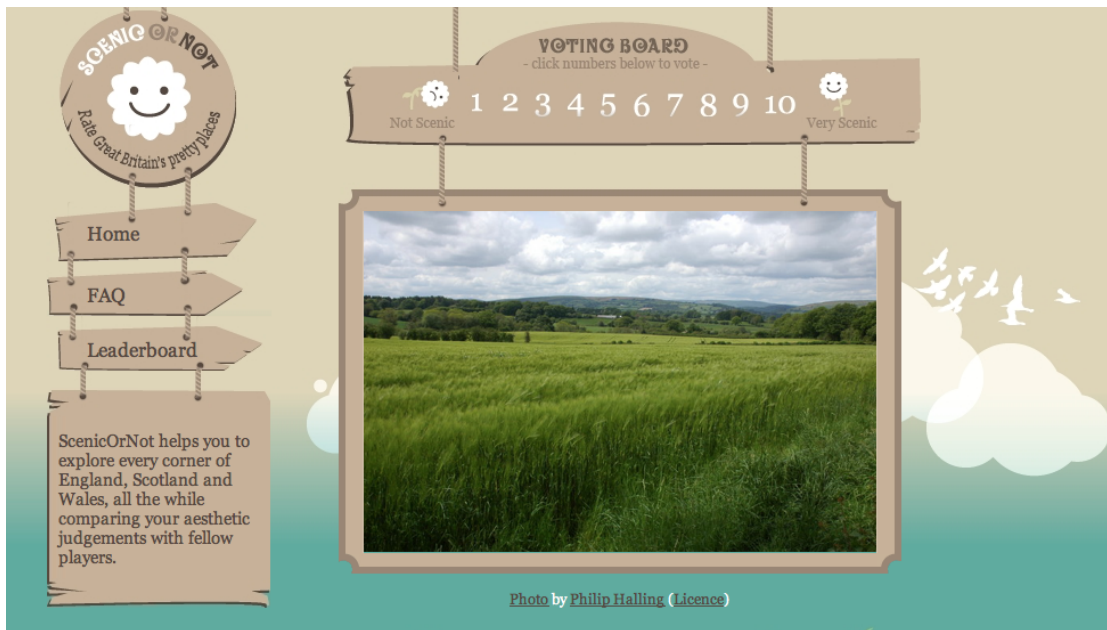 SCENIC OR NOT
Rate Great Britain's pretty places
Home
FAQ
Leaderboard
ScenicOrNot helps you to
explore every corner of
England, Scotland and
Wales, all the while
comparing your aesthetic
judgements with fellow
players.
VOTING BOARD
- click numbers below to vote -
1 2 3 4 5 6 7 8 9 10
Not Scenic
Very Scenic
Photo by Philip Halling (Licence)